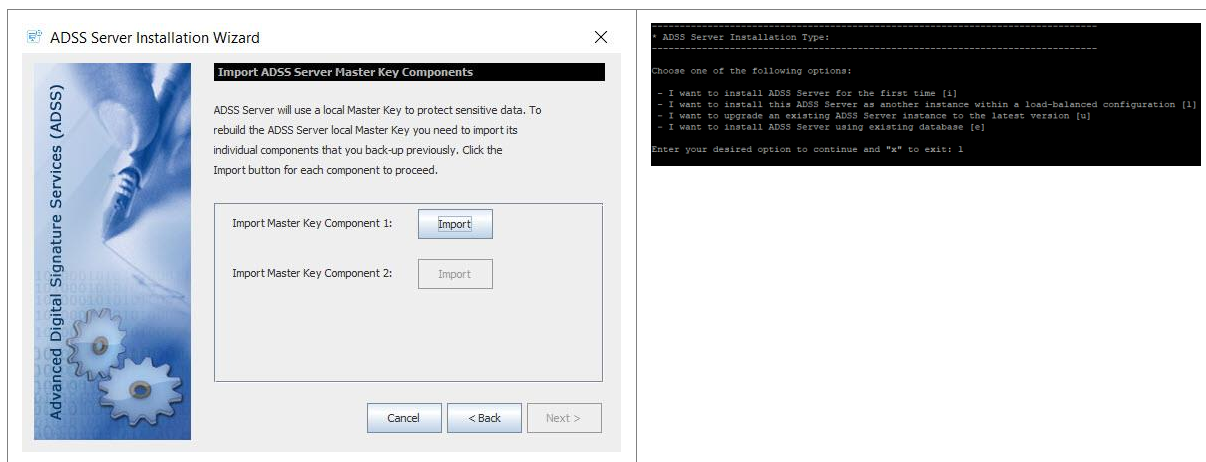 ADSS Server Installation Wizard
Advanced Digital Signature Services (ADSS)
Import ADSS Server Master Key Components
ADSS Server will use a local Master Key to protect sensitive data. To
rebuild the ADSS Server local Master Key you need to import its
individual components that you back-up previously. Click the
Import button for each component to proceed.
Import Master Key Component 1: Import
Import Master Key Component 2: Import
Cancel < Back Next >
--------------------------------------------------------------------------
* ADSS Server Installation Type:
--------------------------------------------------------------------------
Choose one of the following options:
- I want to install ADSS Server for the first time [i]
- I want to install this ADSS Server as another instance within a load-balanced configuration [l]
- I want to upgrade an existing ADSS Server instance to the latest version [u]
- I want to install ADSS Server using existing database [e]
Enter your desired option to continue and "x" to exit: l